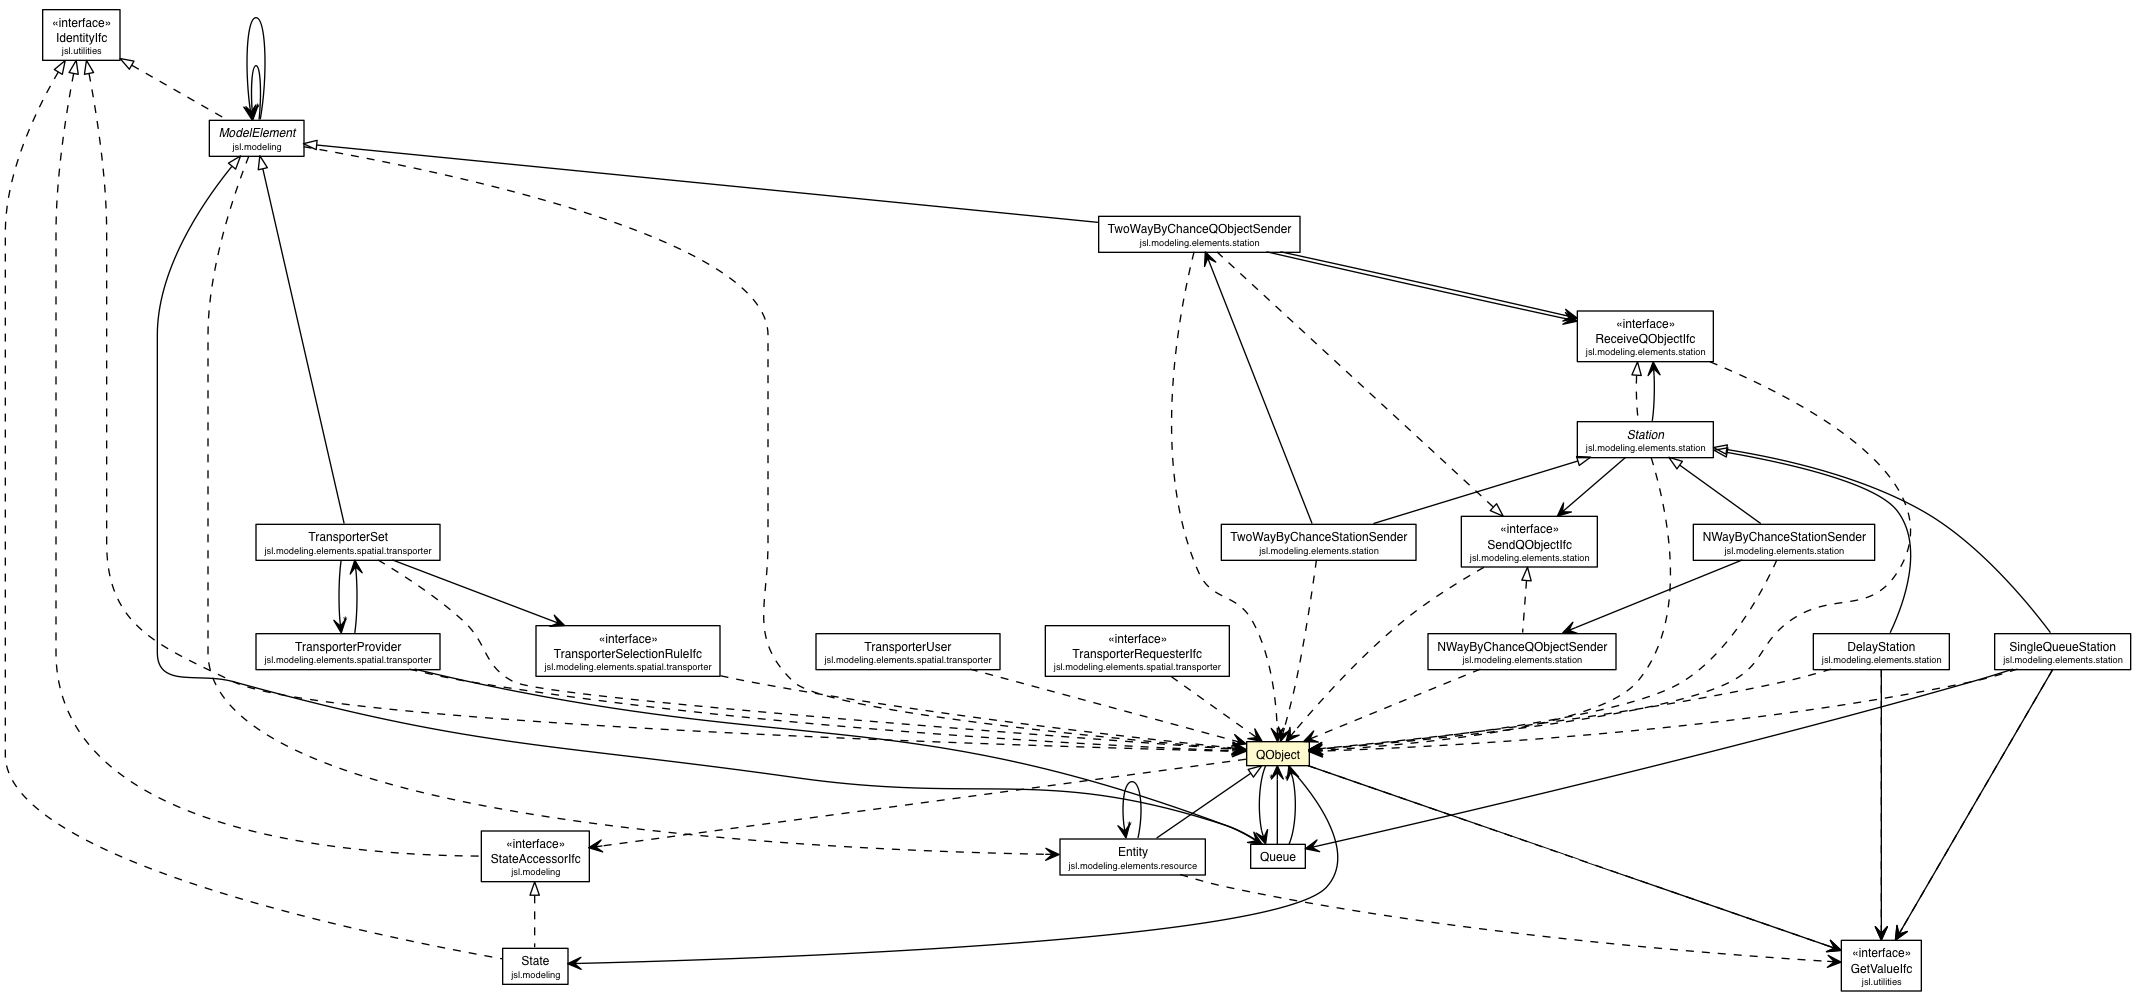 «interface»
IdentityIfc
jsl.utilities
ModelElement
jsl.modeling
TwoWayByChanceQObjectSender
jsl.modeling.elements.station
«interface»
ReceiveQObjectIfc
jsl.modeling.elements.station
Station
jsl.modeling.elements.station
TransporterSet
jsl.modeling.elements.spatial.transporter
TwoWayByChanceStationSender
jsl.modeling.elements.station
«interface»
SendQObjectIfc
jsl.modeling.elements.station
NWayByChanceStationSender
jsl.modeling.elements.station
TransporterProvider
jsl.modeling.elements.spatial.transporter
«interface»
TransporterSelectionRuleIfc
jsl.modeling.elements.spatial.transporter
TransporterUser
jsl.modeling.elements.spatial.transporter
«interface»
TransporterRequesterIfc
jsl.modeling.elements.spatial.transporter
NWayByChanceQObjectSender
jsl.modeling.elements.station
DelayStation
jsl.modeling.elements.station
SingleQueueStation
jsl.modeling.elements.station
QObject
«interface»
StateAccessorIfc
jsl.modeling
Entity
jsl.modeling.elements.resource
Queue
State
jsl.modeling
«interface»
GetValueIfc
jsl.utilities